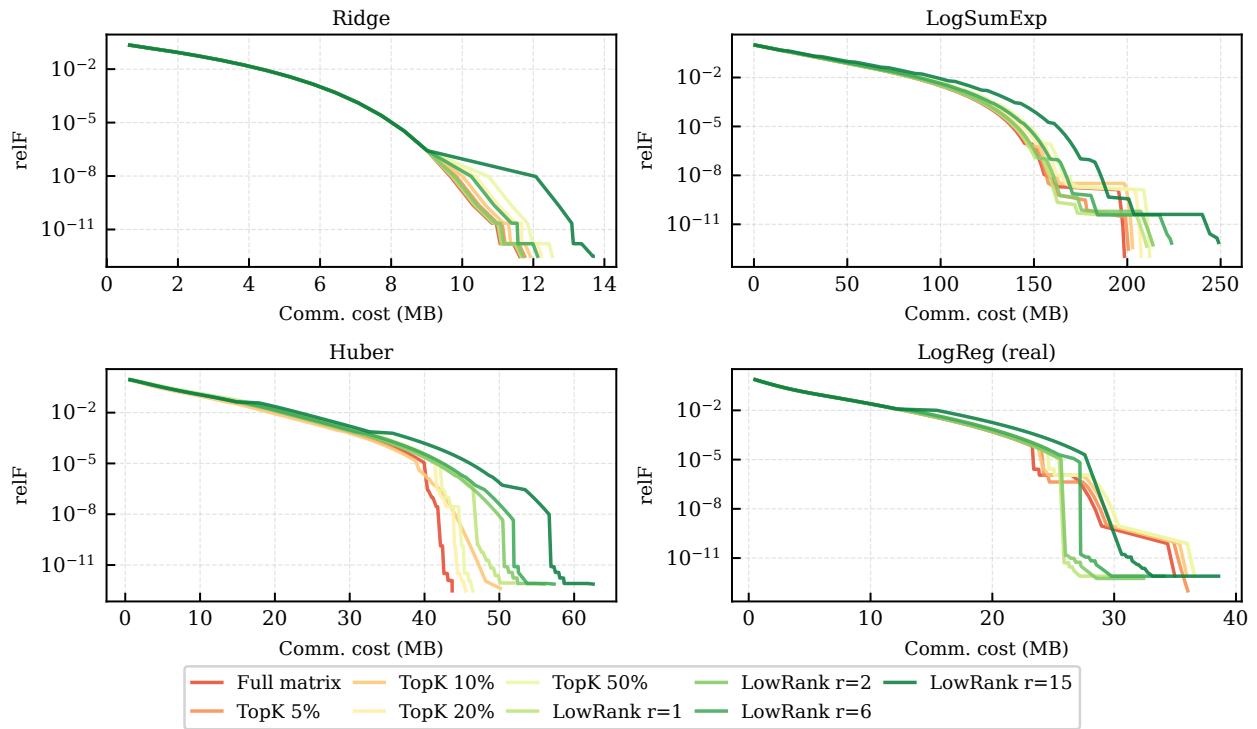 Ridge
LogSumExp
relF
10⁻²
10⁻⁵
10⁻⁸
10⁻¹¹
0 2 4 6 8 10 12 14
Comm. cost (MB)
relF
10⁻²
10⁻⁵
10⁻⁸
10⁻¹¹
0 50 100 150 200 250
Comm. cost (MB)
Huber
LogReg (real)
relF
10⁻²
10⁻⁵
10⁻⁸
10⁻¹¹
0 10 20 30 40 50 60
Comm. cost (MB)
relF
10⁻²
10⁻⁵
10⁻⁸
10⁻¹¹
0 10 20 30 40
Comm. cost (MB)
Full matrix TopK 10% TopK 50% LowRank r=2 LowRank r=15
TopK 5% TopK 20% LowRank r=1 LowRank r=6